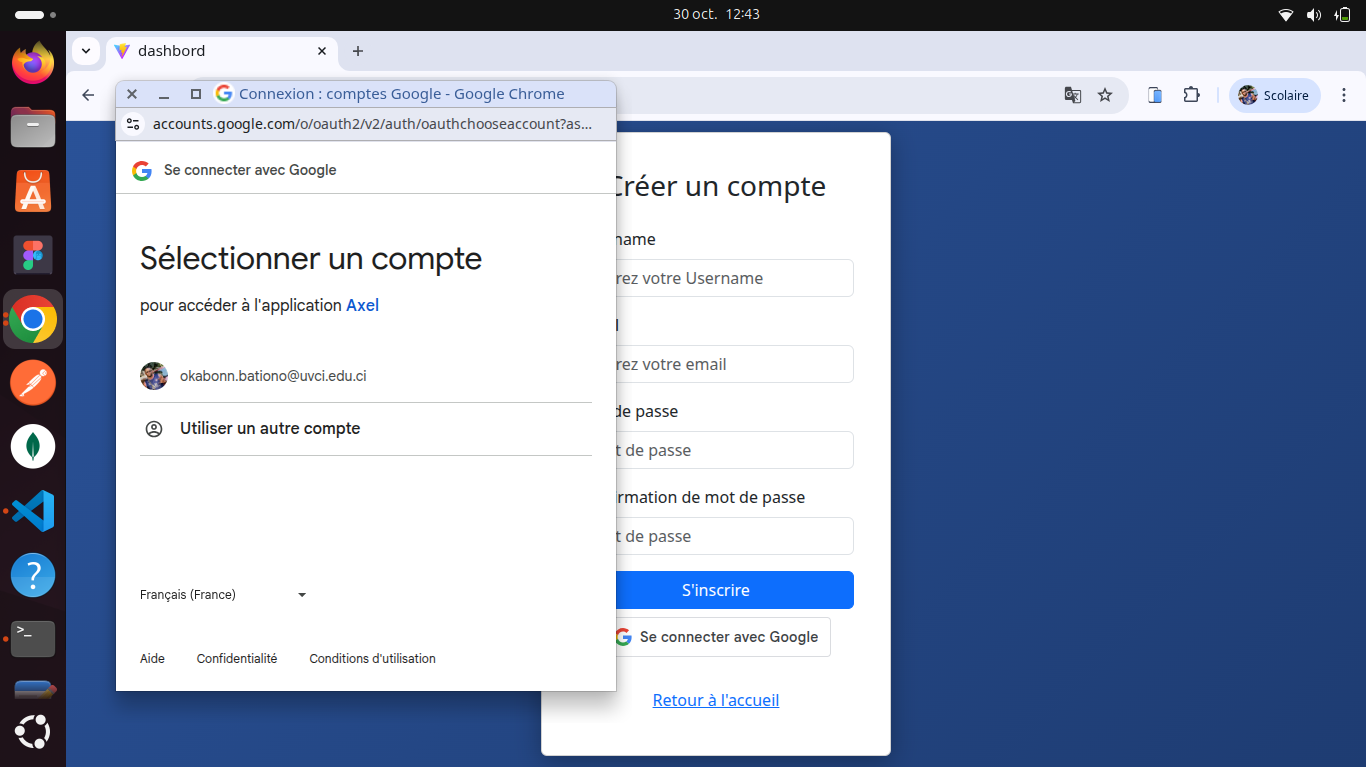 30 oct. 12:43
dashbord
Connexion : comptes Google - Google Chrome
Scolaire
accounts.google.com/o/oauth2/v2/auth/oauthchooseaccount?as...
Se connecter avec Google
Sélectionner un compte
pour accéder à l'application Axel
okabonn.bationo@uvci.edu.ci
Utiliser un autre compte
Français (France)
Aide
Confidentialité
Conditions d'utilisation
Créer un compte
name
rez votre Username
l
rez votre email
de passe
t de passe
irmation de mot de passe
t de passe
S'inscrire
Se connecter avec Google
Retour à l'accueil